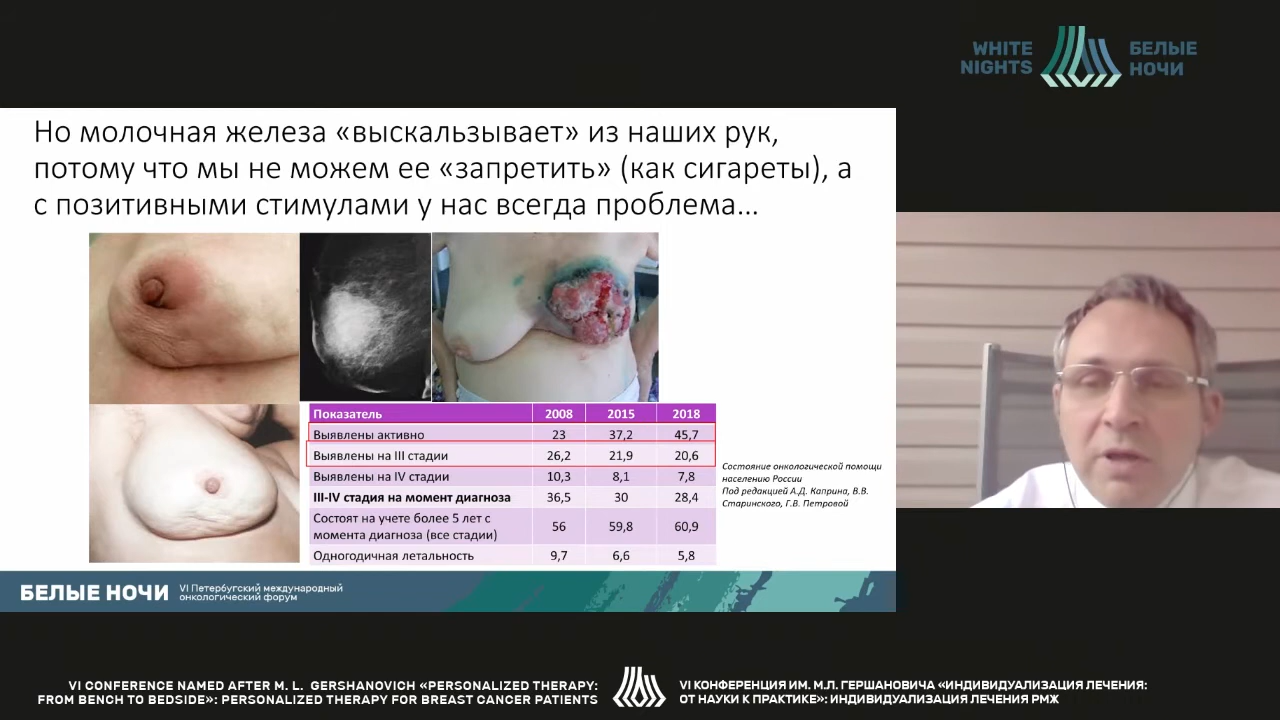 WHITE
NIGHTS
БЕЛЫЕ
НОЧИ
Но молочная железа «выскальзывает» из наших рук,
потому что мы не можем ее «запретить» (как сигареты), а
с позитивными стимулами у нас всегда проблема...
Показатель 2008 2015 2018
Выявлены активно 23 37,2 45,7
Выявлены на III стадии 26,2 21,9 20,6
Выявлены на IV стадии 10,3 8,1 7,8
III-IV стадия на момент диагноза 36,5 30 28,4
Состоят на учете более 5 лет с
момента диагноза (все стадии) 56 59,8 60,9
Одногодичная летальность 9,7 6,6 5,8
Состояние онкологической помощи
населению России
Под редакцией А.Д. Каприна, В.В.
Старинского, Г.В. Петровой
БЕЛЫЕ НОЧИ
VI Петербугский международный
онкологический форум
VI CONFERENCE NAMED AFTER M. L. GERSHANOVICH «PERSONALIZED THERAPY:
FROM BENCH TO BEDSIDE»: PERSONALIZED THERAPY FOR BREAST CANCER PATIENTS
VI КОНФЕРЕНЦИЯ ИМ. М.Л. ГЕРШАНОВИЧА «ИНДИВИДУАЛИЗАЦИЯ ЛЕЧЕНИЯ:
ОТ НАУКИ К ПРАКТИКЕ»: ИНДИВИДУАЛИЗАЦИЯ ЛЕЧЕНИЯ РМЖ